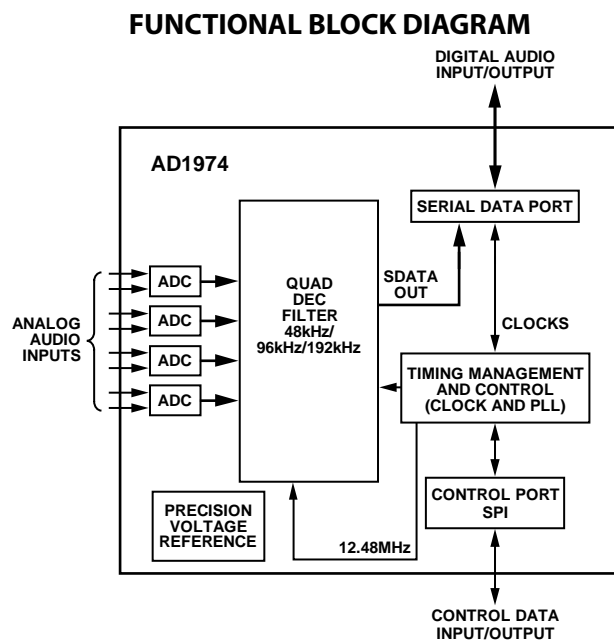 FUNCTIONAL BLOCK DIAGRAM
DIGITAL AUDIO
INPUT/OUTPUT
AD1974
SERIAL DATA PORT
QUAD
DEC
FILTER
48kHz/
96kHz/192kHz
SDATA
OUT
CLOCKS
ADC
ADC
ADC
ADC
ANALOG
AUDIO
INPUTS
TIMING MANAGEMENT
AND CONTROL
(CLOCK AND PLL)
CONTROL PORT
SPI
PRECISION
VOLTAGE
REFERENCE
12.48MHz
CONTROL DATA
INPUT/OUTPUT